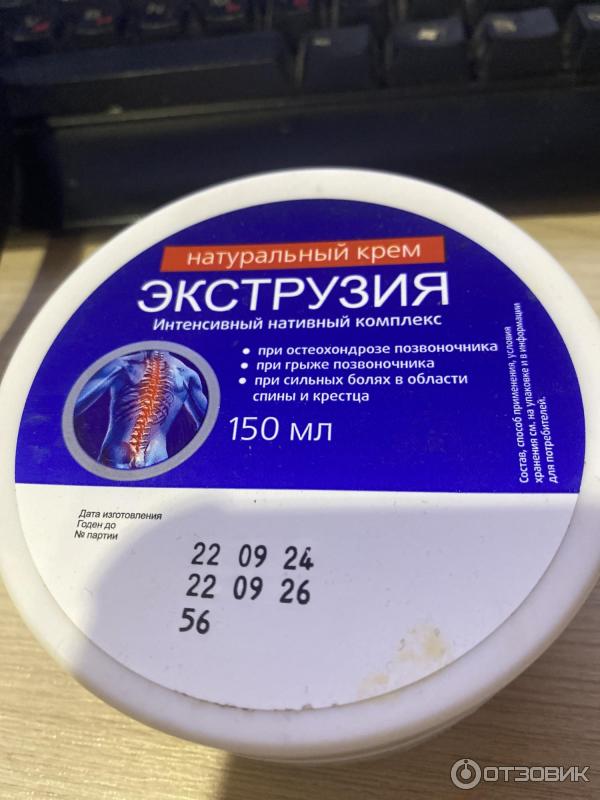 натуральный крем
ЭКСТРУЗИЯ
Интенсивный нативный комплекс
• при остеохондрозе позвоночника
• при грыже позвоночника
• при сильных болях в области
спины и крестца
150 мл
Состав, способ применения, условия
хранения см. на упаковке и в информации
для потребителей.
Дата изготовления
Годен до
№ партии
22 09 24
22 09 26
56
ОТЗОВИК